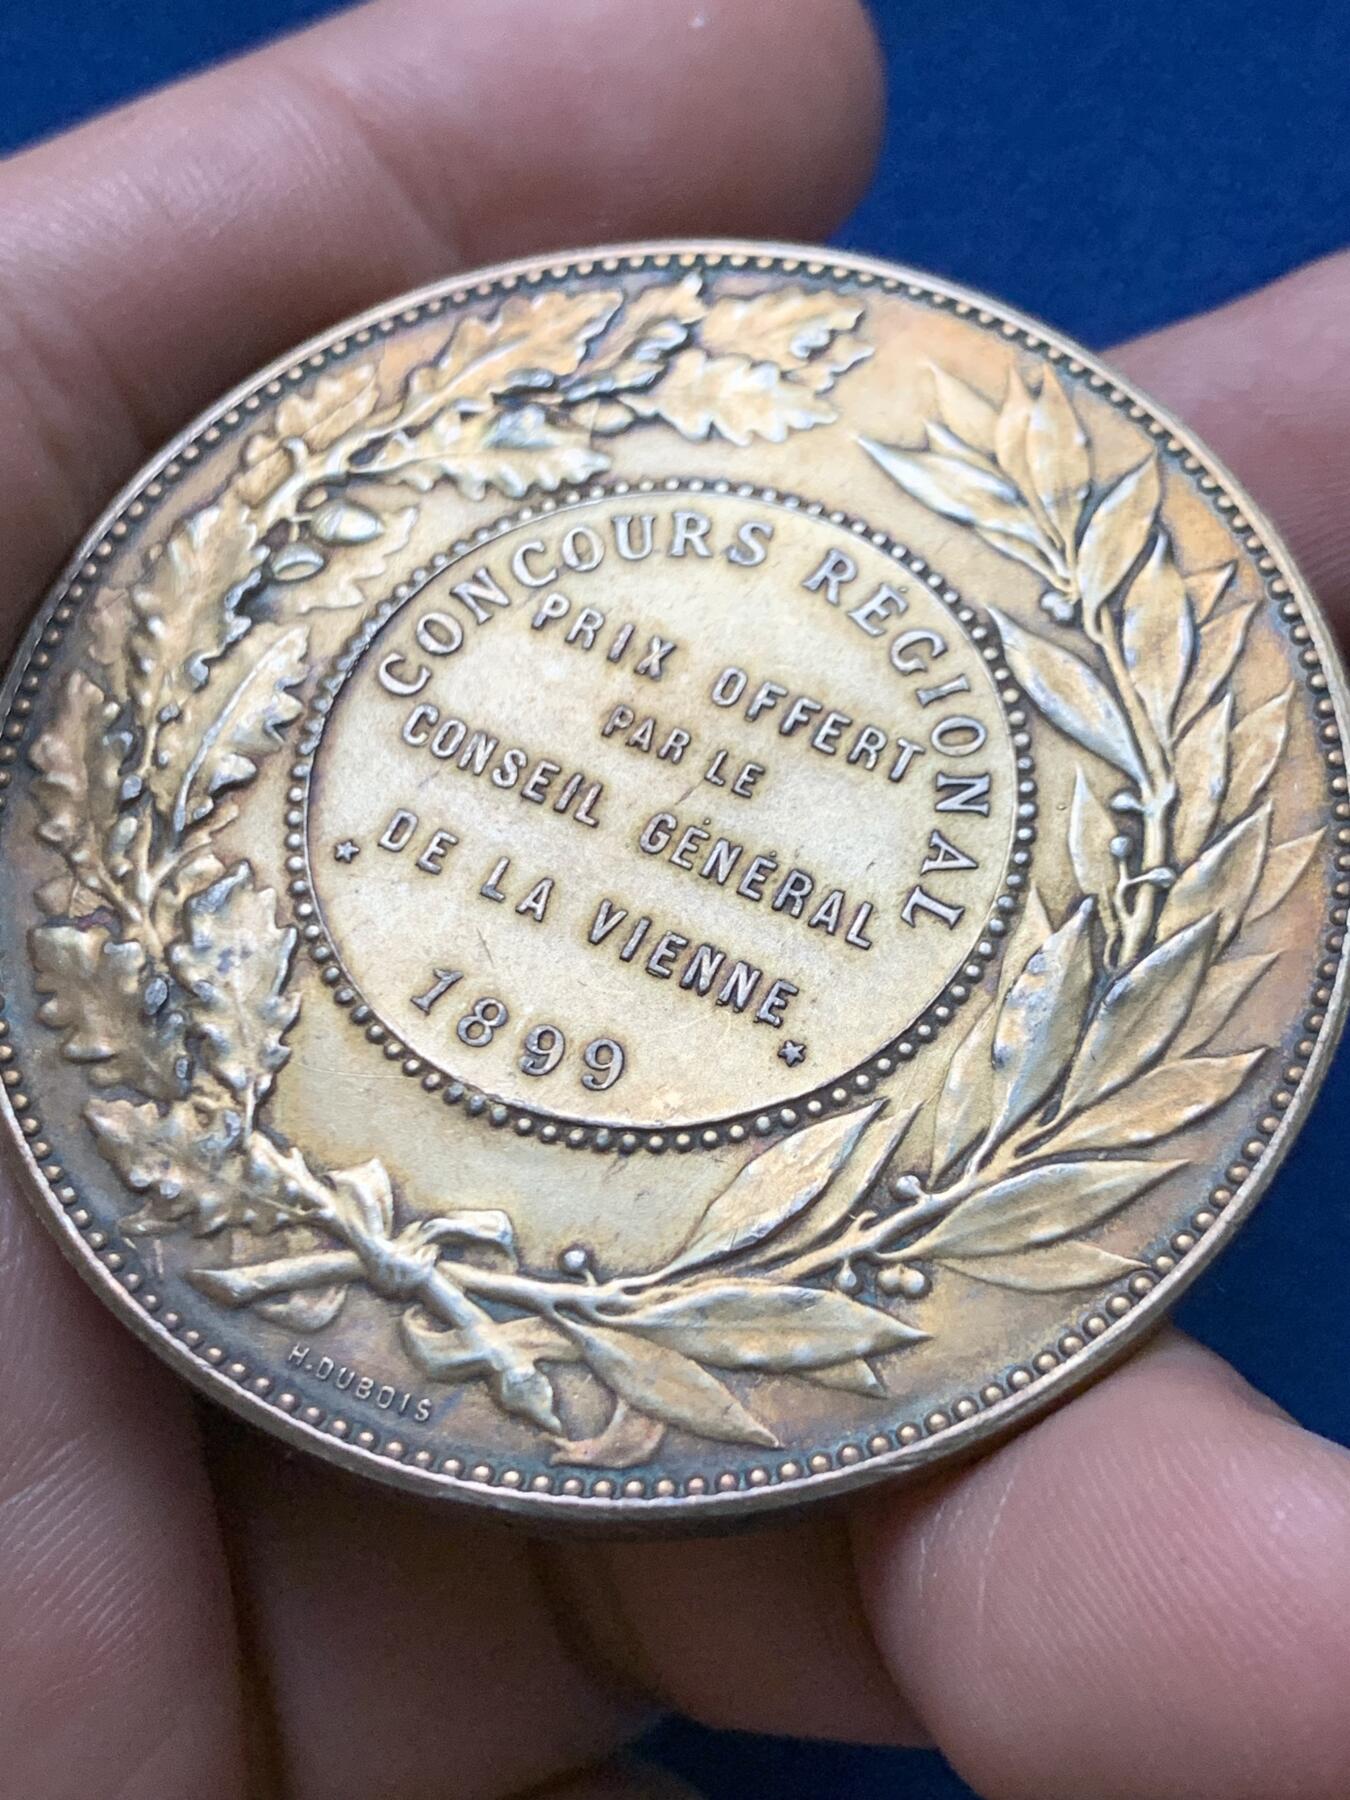 CONCOURS RÉGIONAL
PRIX OFFERT
PAR LE
CONSEIL GÉNÉRAL
DE LA VIENNE
1899
H.DUBOIS